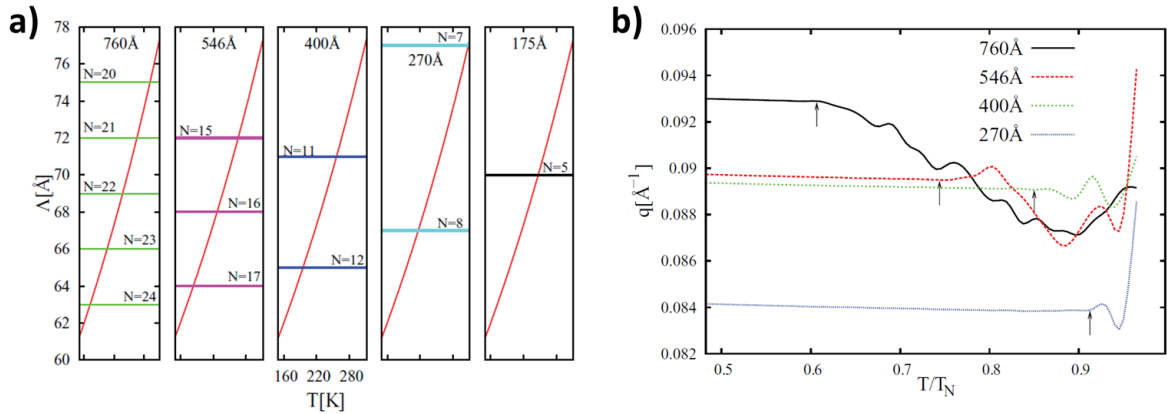 a)
78
76
74
72
70
68
66
64
62
60
Λ[Å]
760Å
N=20
N=21
N=22
N=23
N=24
546Å
N=15
N=16
N=17
400Å
N=11
N=12
N=7
270Å
N=8
175Å
N=5
160 220 280
T[K]
b)
0.096
0.094
0.092
0.09
0.088
0.086
0.084
0.082
q[Å⁻¹]
760Å
546Å
400Å
270Å
0.5 0.6 0.7 0.8 0.9
T/T_N